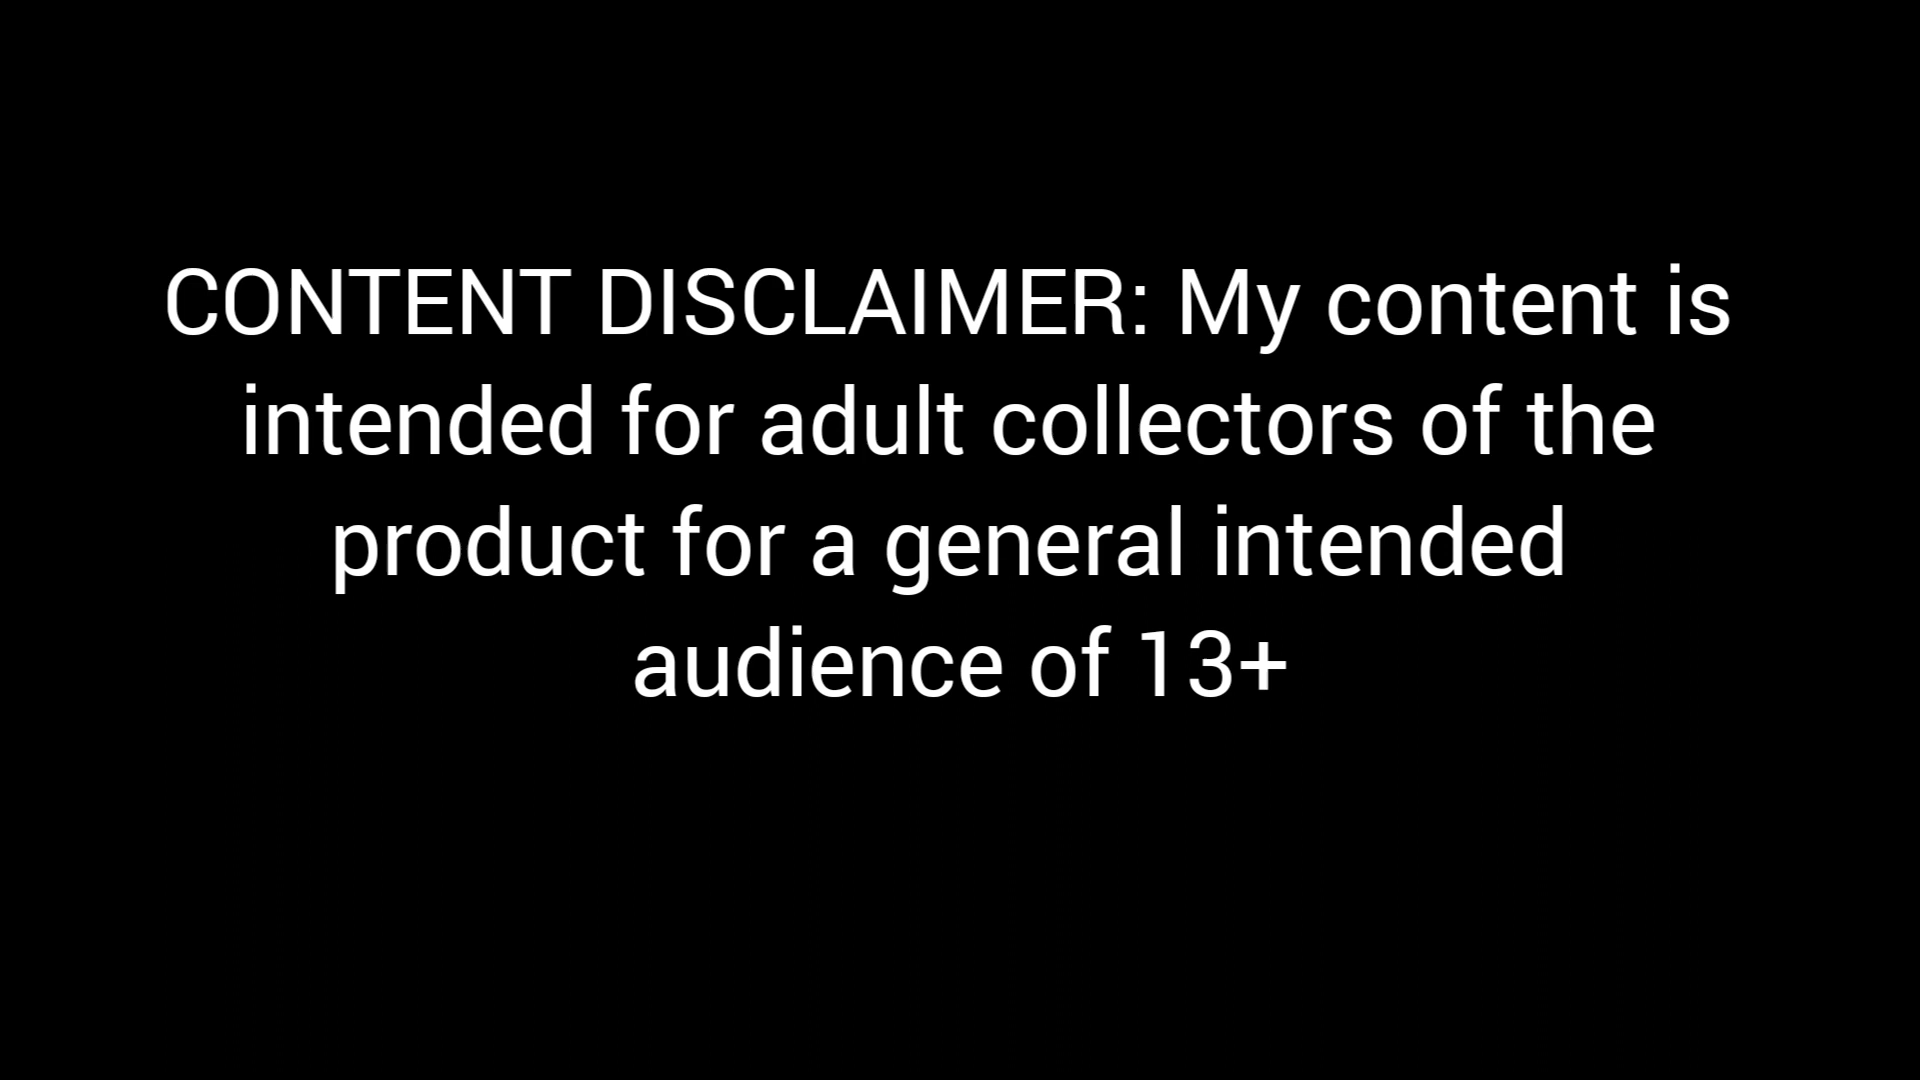 CONTENT DISCLAIMER: My content is
intended for adult collectors of the
product for a general intended
audience of 13+